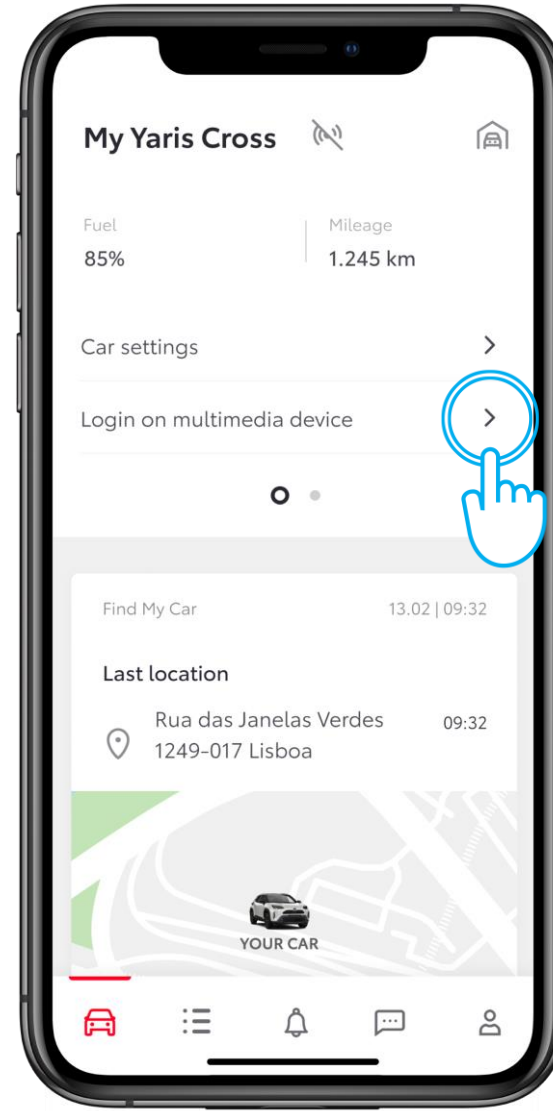 My Yaris Cross
Fuel
Mileage
85%
1.245 km
Car settings
Login on multimedia device
Find My Car
13.02 | 09:32
Last location
Rua das Janelas Verdes
09:32
1249-017 Lisboa
YOUR CAR